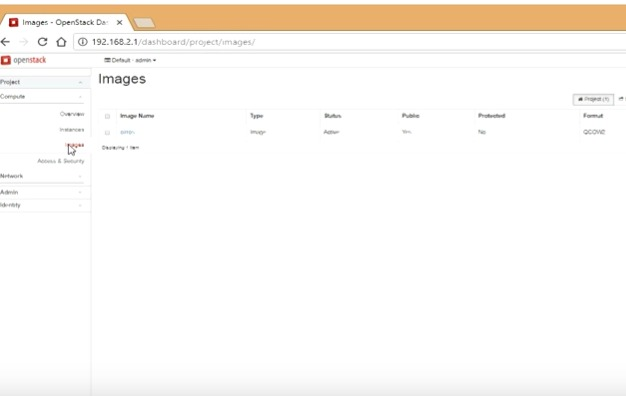 Images - OpenStack Das
192.168.2.1/dashboard/project/images/
openstack
Default • admin
Project
Compute
Overview
Instances
Images
Access & Security
Network
Admin
Identity
Images
Project (1)
Image Name Type Status Public Protected Format
Image Active Yes No QCOW2
Displaying 1 item